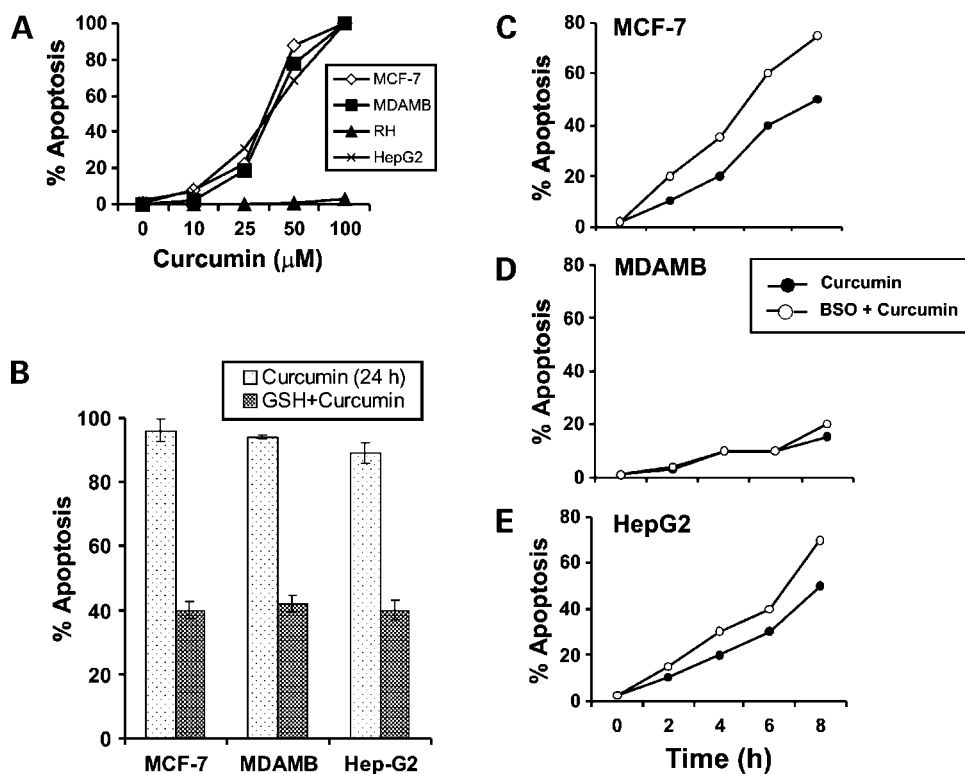 A
% Apoptosis
100
80
60
40
20
0
0 10 25 50 100
Curcumin (μM)
MCF-7
MDAMB
RH
HepG2
B
% Apoptosis
Curcumin (24 h)
GSH+Curcumin
100
80
60
40
20
0
MCF-7 MDAMB Hep-G2
C
MCF-7
% Apoptosis
80
60
40
20
0
D
MDAMB
% Apoptosis
80
60
40
20
0
Curcumin
BSO + Curcumin
E
HepG2
% Apoptosis
80
60
40
20
0
0 2 4 6 8
Time (h)